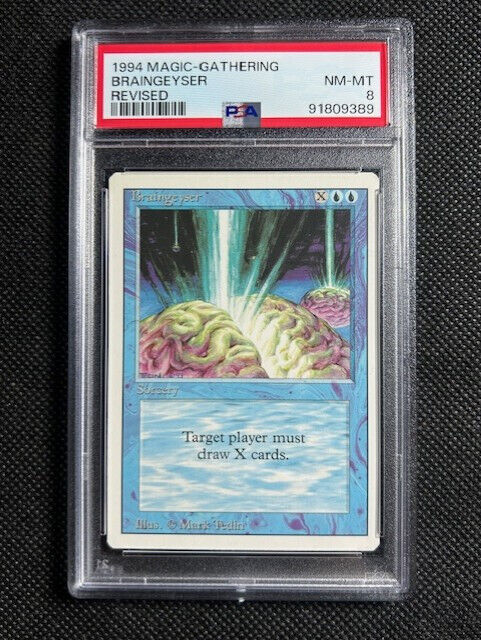 1994 MAGIC-GATHERING
BRAINGEYSER NM-MT
REVISED 8
PSA 91809389
Braingeyser X
Sorcery
Target player must
draw X cards.
Illus. © Mark Tedin